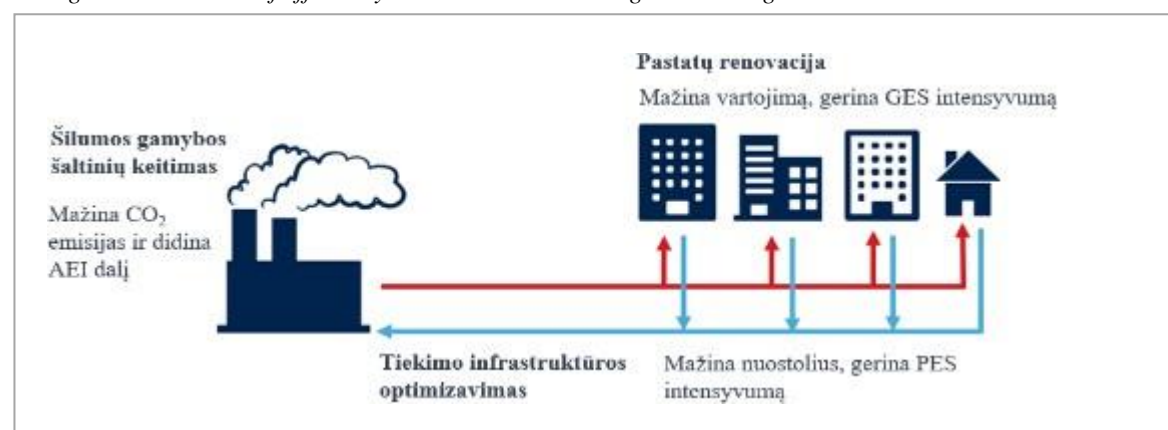 Pastatų renovacija
Mažina vartojimą, gerina GES intensyvumą
Šilumos gamybos
šaltinių keitimas
Mažina CO₂
emisijas ir didina
AEI dalį
Tiekimo infrastruktūros
optimizavimas
Mažina nuostolius, gerina PES
intensyvumą